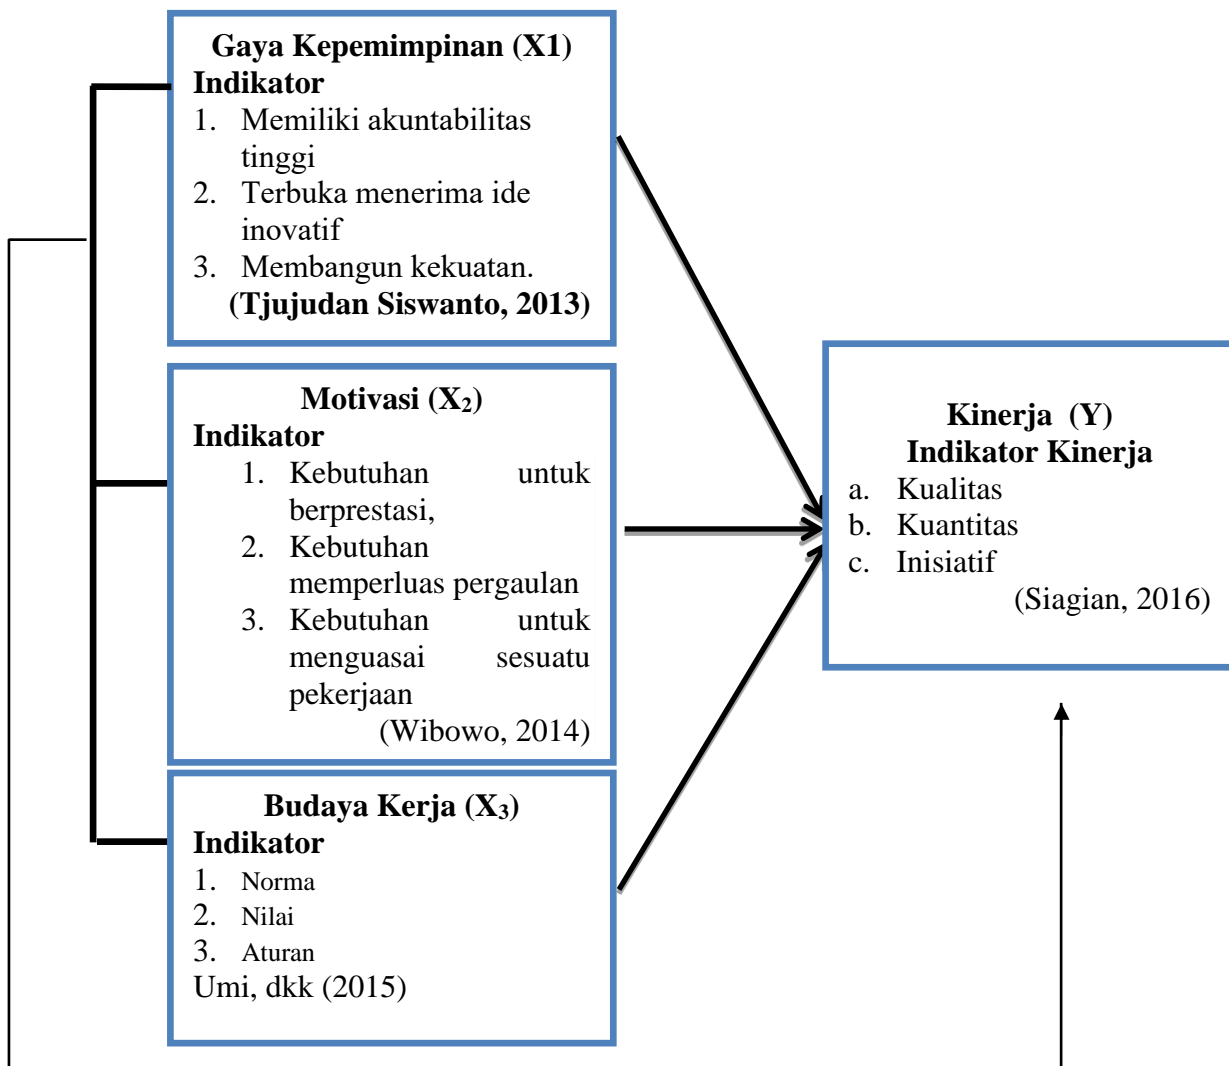 Gaya Kepemimpinan (X1)
Indikator
1. Memiliki akuntabilitas
tinggi
2. Terbuka menerima ide
inovatif
3. Membangun kekuatan.
(Tjujudan Siswanto, 2013)
Motivasi (X₂)
Indikator
1. Kebutuhan untuk
berprestasi,
2. Kebutuhan
memperluas pergaulan
3. Kebutuhan untuk
menguasai sesuatu
pekerjaan
(Wibowo, 2014)
Budaya Kerja (X₃)
Indikator
1. Norma
2. Nilai
3. Aturan
Umi, dkk (2015)
Kinerja (Y)
Indikator Kinerja
a. Kualitas
b. Kuantitas
c. Inisiatif
(Siagian, 2016)